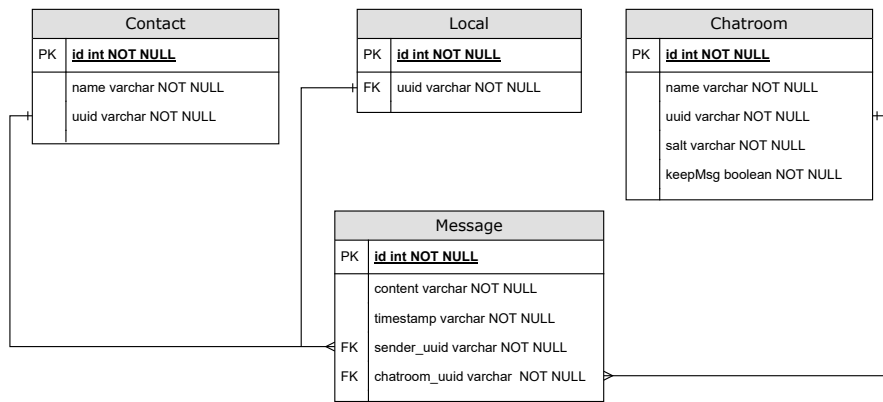 Contact
PK id int NOT NULL
name varchar NOT NULL
uuid varchar NOT NULL
Local
PK id int NOT NULL
FK uuid varchar NOT NULL
Chatroom
PK id int NOT NULL
name varchar NOT NULL
uuid varchar NOT NULL
salt varchar NOT NULL
keepMsg boolean NOT NULL
Message
PK id int NOT NULL
content varchar NOT NULL
timestamp varchar NOT NULL
FK sender_uuid varchar NOT NULL
FK chatroom_uuid varchar NOT NULL